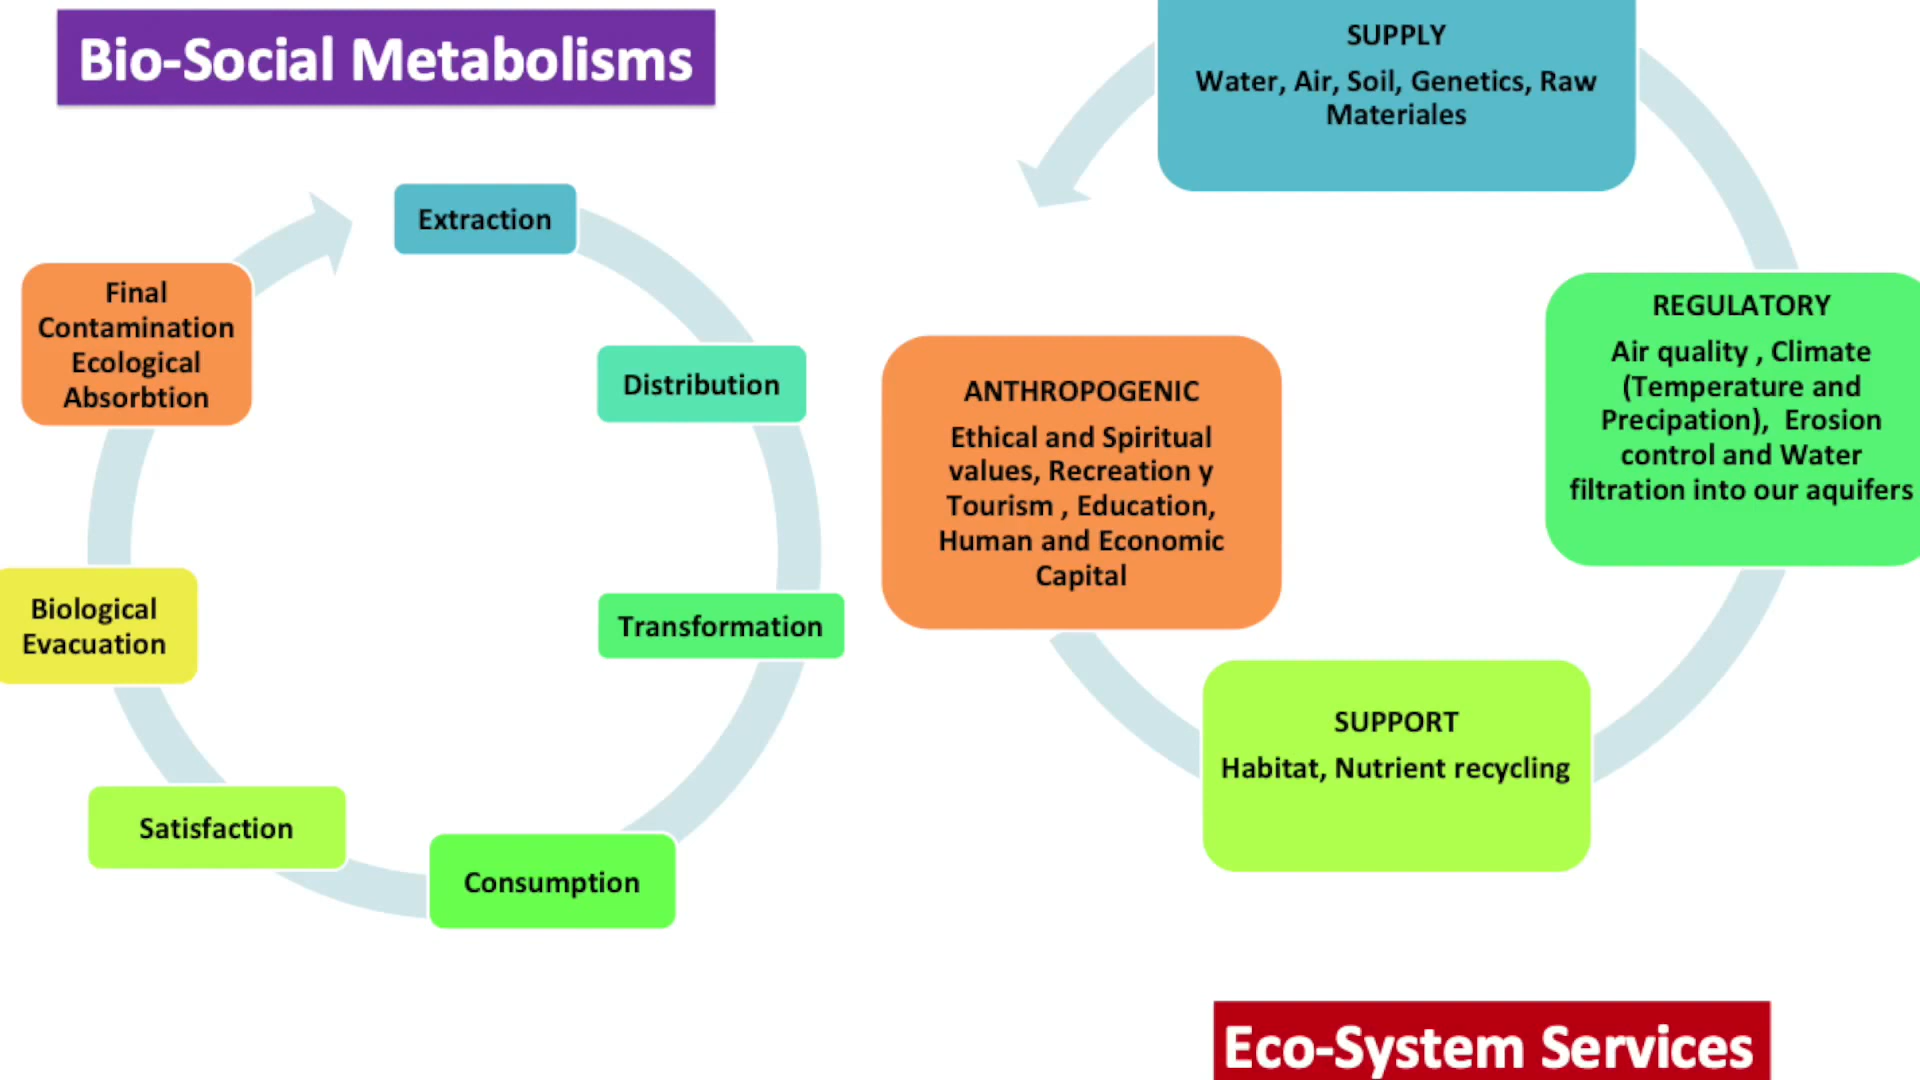 Bio-Social Metabolisms
Extraction
Distribution
Transformation
Consumption
Satisfaction
Biological
Evacuation
Final
Contamination
Ecological
Absorbtion
SUPPLY
Water, Air, Soil, Genetics, Raw
Materiales
REGULATORY
Air quality , Climate
(Temperature and
Precipation), Erosion
control and Water
filtration into our aquifers
SUPPORT
Habitat, Nutrient recycling
ANTHROPOGENIC
Ethical and Spiritual
values, Recreation y
Tourism , Education,
Human and Economic
Capital
Eco-System Services